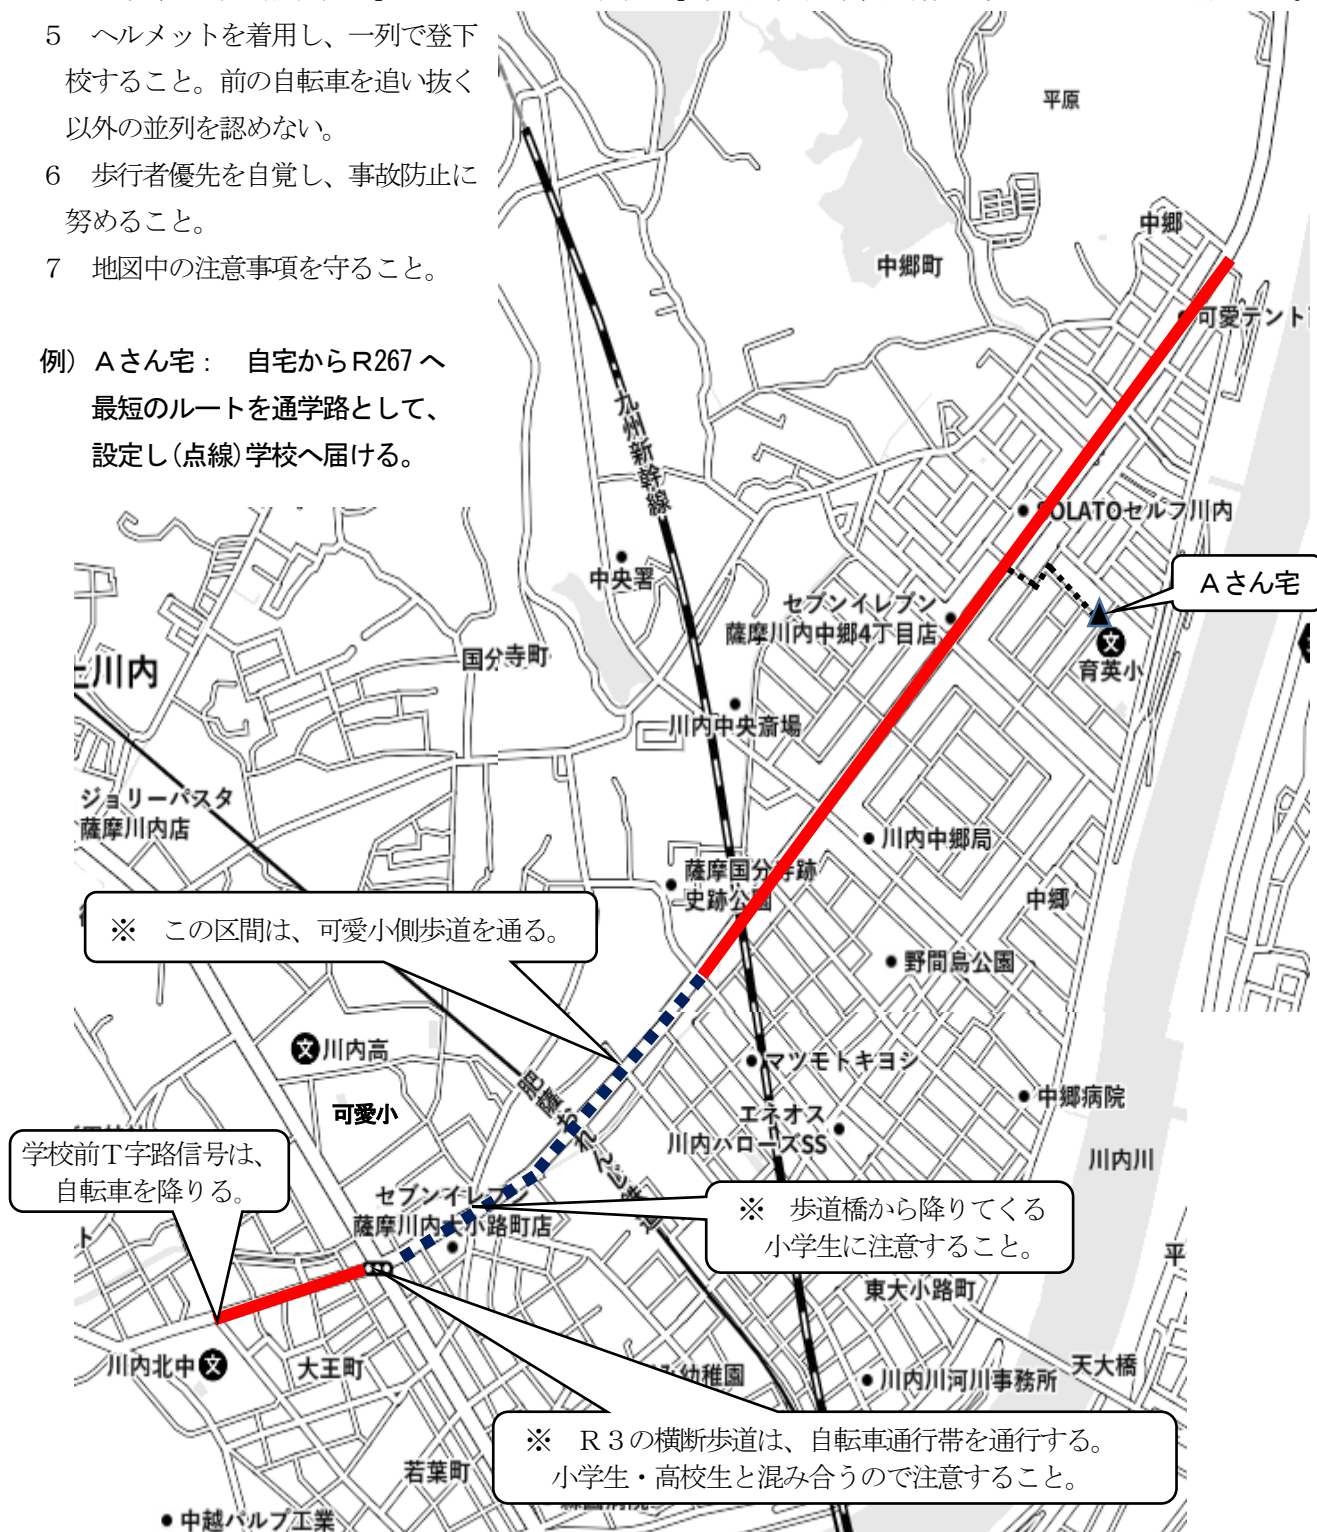 5 ヘルメットを着用し、一列で登下
校すること。前の自転車を追い抜く
以外の並列を認めない。
6 歩行者優先を自覚し、事故防止に
努めること。
7 地図中の注意事項を守ること。
例）Aさん宅： 自宅からR267へ
最短のルートを通学路として、
設定し(点線)学校へ届ける。
平原
中郷
中郷町
可愛テント
九州新幹線
SOLATOセルフ川内
Aさん宅
中央署
セブンイレブン
薩摩川内中郷4丁目店
文
育英小
国分寺町
川内
川内中央斎場
ジョリーパスタ
薩摩川内店
川内中郷局
薩摩国分寺跡
史跡公園
中郷
※ この区間は、可愛小側歩道を通る。
野間島公園
文川内高
マツモトキヨシ
可愛小
肥薩おれんじ鉄道
中郷病院
エネオス
川内ハローズSS
川内川
学校前T字路信号は、
自転車を降りる。
セブンイレブン
薩摩川内大小路町店
※ 歩道橋から降りてくる
小学生に注意すること。
ト
平
東大小路町
川内北中文
大王町
幼稚園
川内川河川事務所
天大橋
※ R3の横断歩道は、自転車通行帯を通行する。
小学生・高校生と混み合うので注意すること。
若葉町
中越パルプ工業